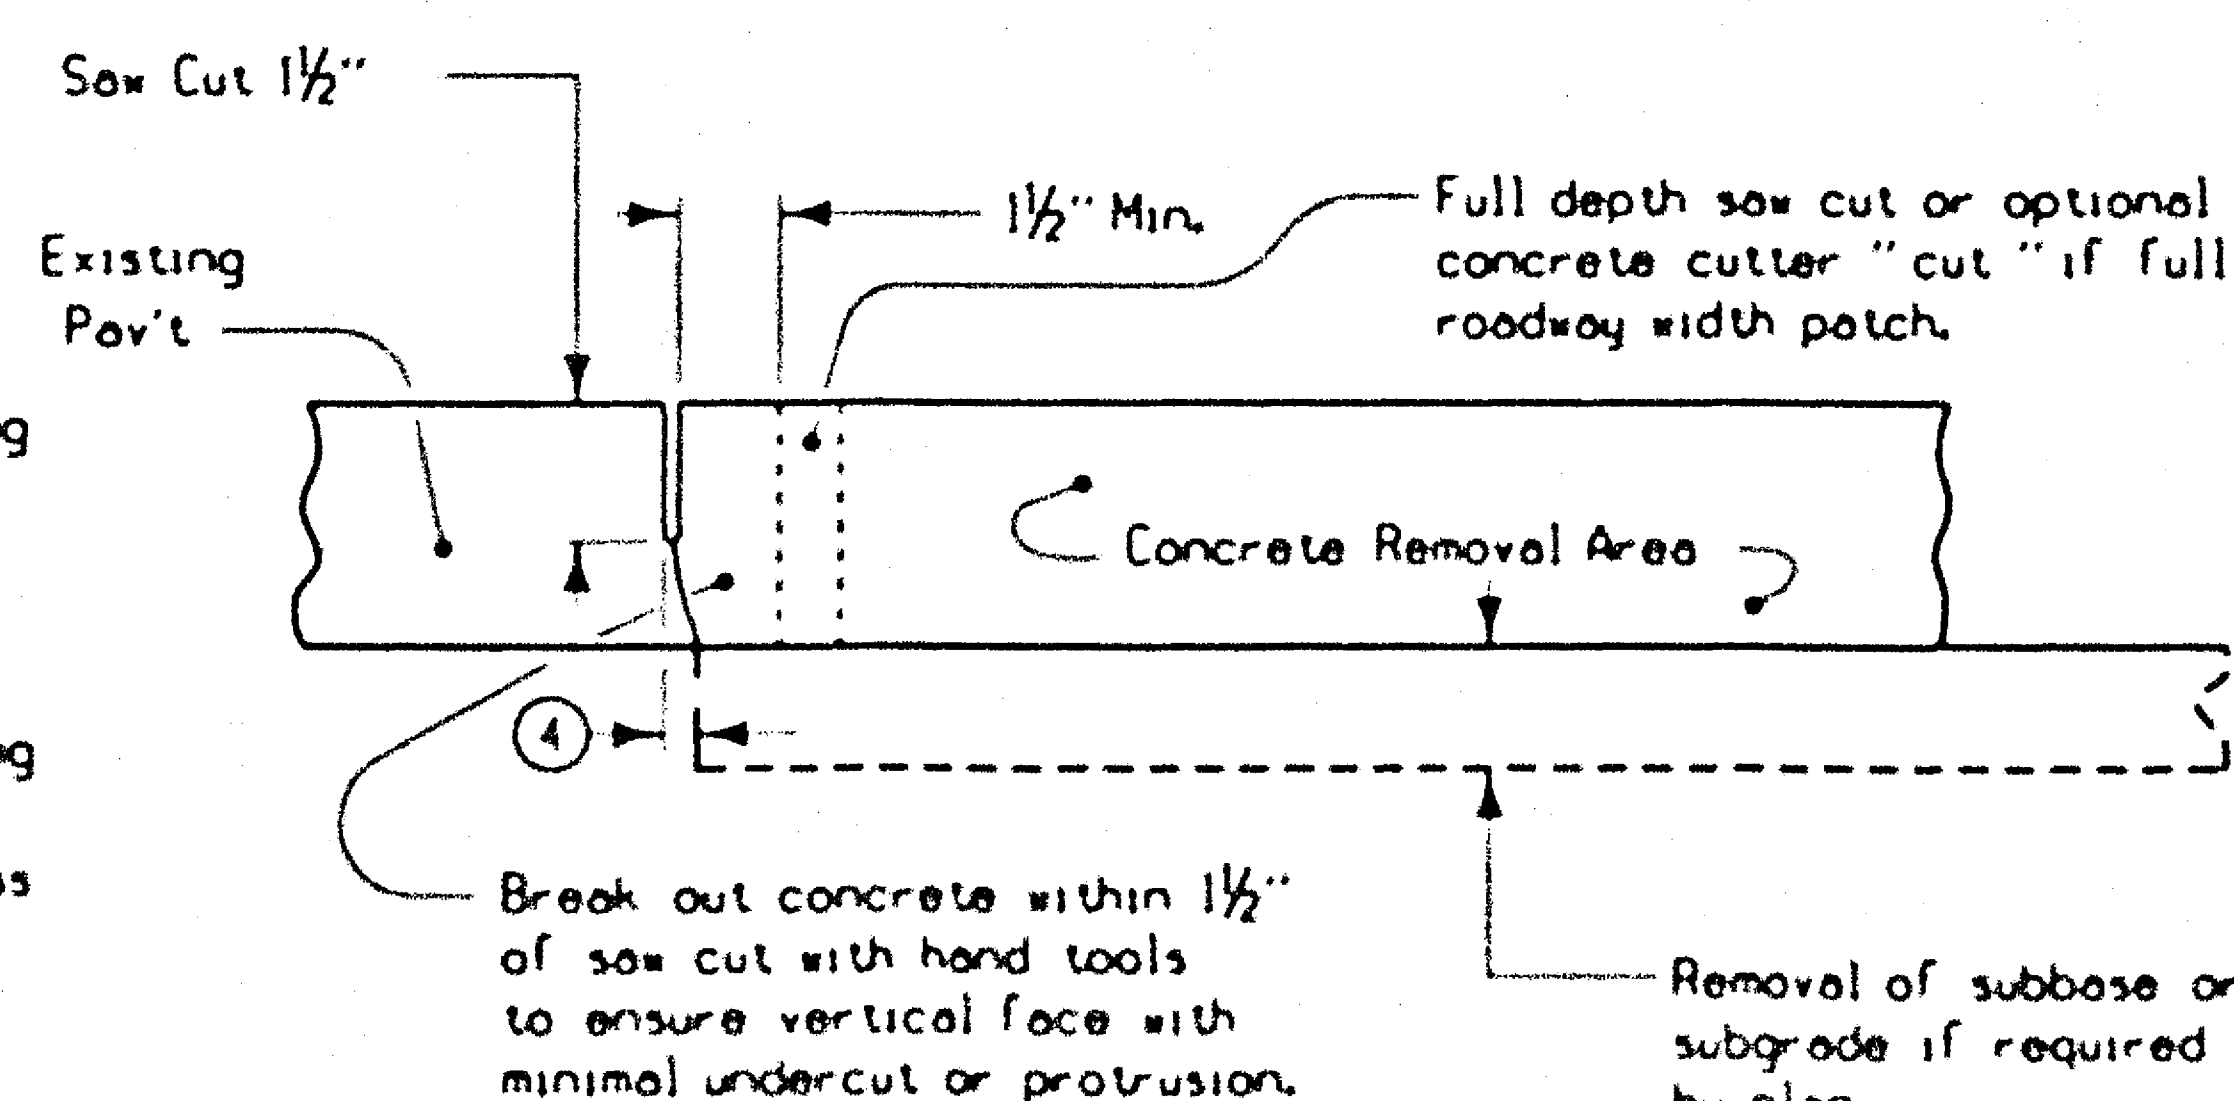 Saw Cut 1½"
1½" Min.
Full depth saw cut or optional
concrete cutter "cut" if full
roadway width patch.
Existing
Pav't
Concrete Removal Area
4
Break out concrete within 1½"
of saw cut with hand tools
to ensure vertical face with
minimal undercut or protrusion.
Removal of subbase or
subgrade if required